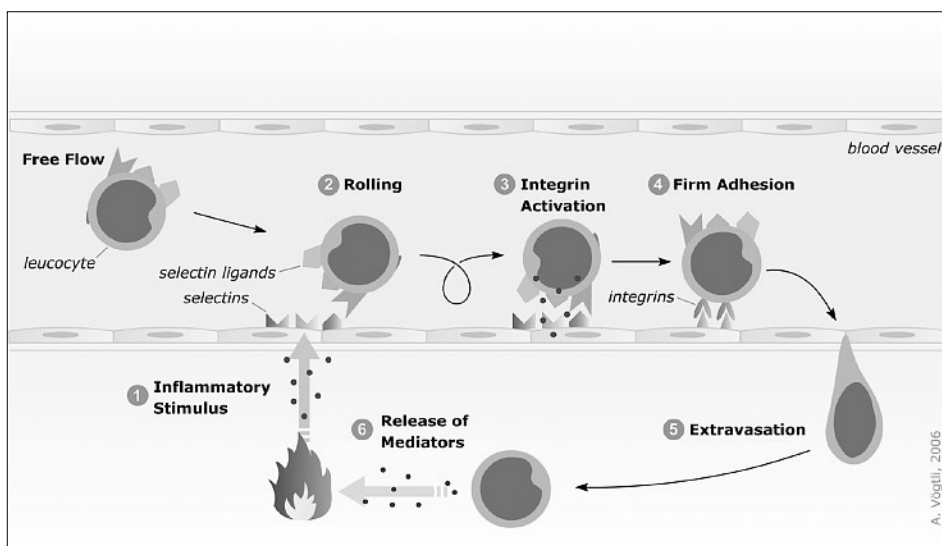 blood vessel
Free Flow
leucocyte
2 Rolling
selectin ligands
selectins
3 Integrin
Activation
4 Firm Adhesion
integrins
1 Inflammatory
Stimulus
6 Release of
Mediators
5 Extravasation
A. Vögtli, 2006